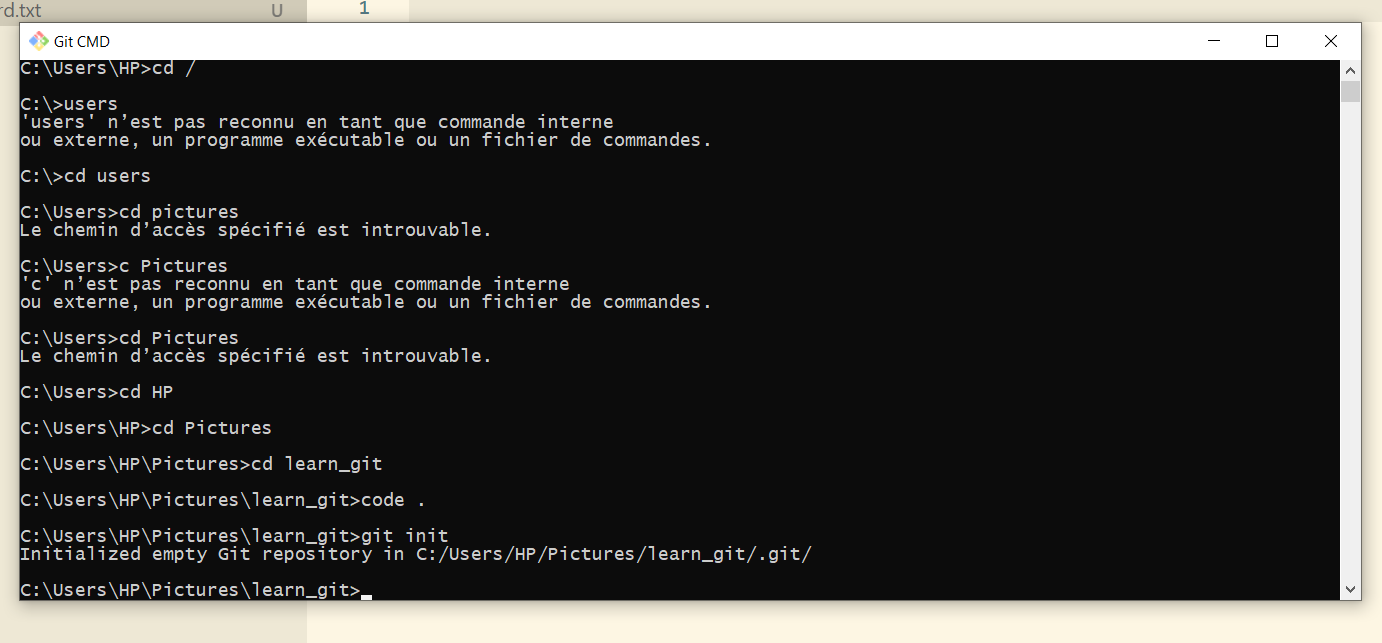 rd.txt U 1
Git CMD
C:\Users\HP>cd /
C:\>users
'users' n’est pas reconnu en tant que commande interne
ou externe, un programme exécutable ou un fichier de commandes.
C:\>cd users
C:\Users>cd pictures
Le chemin d’accès spécifié est introuvable.
C:\Users>c Pictures
'c' n’est pas reconnu en tant que commande interne
ou externe, un programme exécutable ou un fichier de commandes.
C:\Users>cd Pictures
Le chemin d’accès spécifié est introuvable.
C:\Users>cd HP
C:\Users\HP>cd Pictures
C:\Users\HP\Pictures>cd learn_git
C:\Users\HP\Pictures\learn_git>code .
C:\Users\HP\Pictures\learn_git>git init
Initialized empty Git repository in C:/Users/HP/Pictures/learn_git/.git/
C:\Users\HP\Pictures\learn_git>